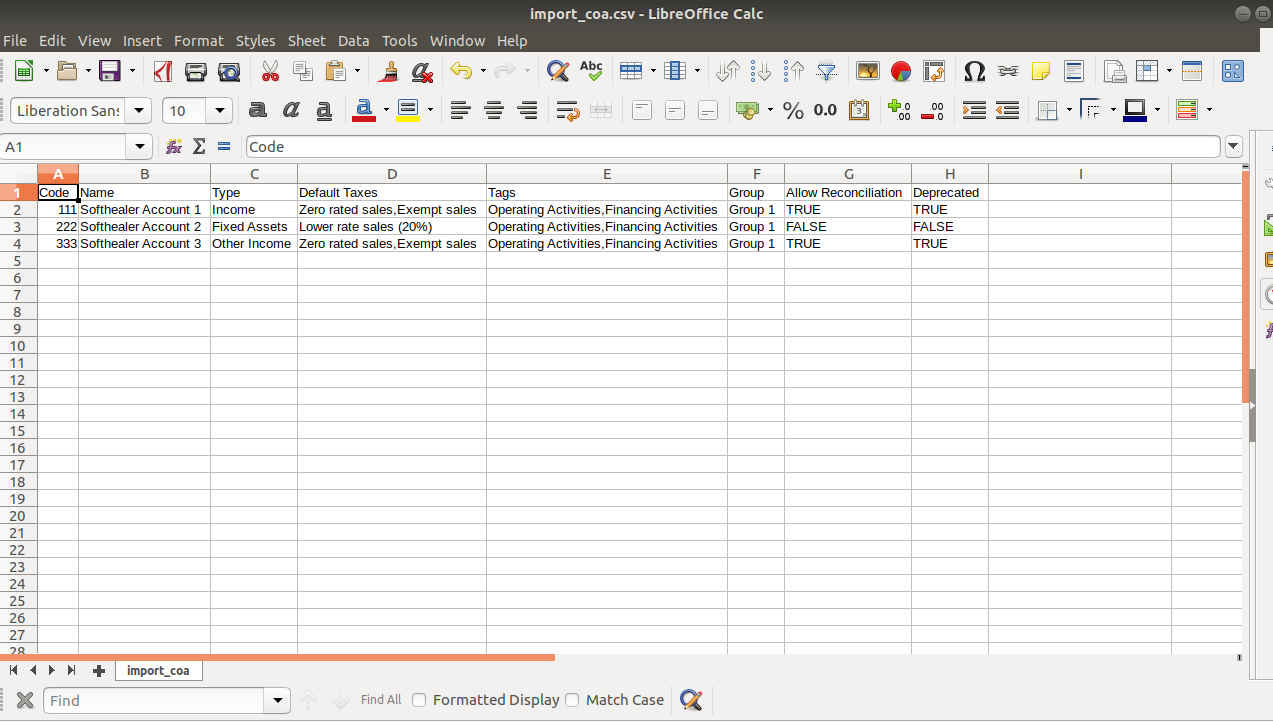 import_coa.csv - LibreOffice Calc
File Edit View Insert Format Styles Sheet Data Tools Window Help
Abc
Liberation Sans 10 a a a a % 0.0
A1 fx Σ = Code
A B C D E F G H I
1 Code Name Type Default Taxes Tags Group Allow Reconciliation Deprecated
2 111 Softhealer Account 1 Income Zero rated sales,Exempt sales Operating Activities,Financing Activities Group 1 TRUE TRUE
3 222 Softhealer Account 2 Fixed Assets Lower rate sales (20%) Operating Activities,Financing Activities Group 1 FALSE FALSE
4 333 Softhealer Account 3 Other Income Zero rated sales,Exempt sales Operating Activities,Financing Activities Group 1 TRUE TRUE
5
6
7
8
9
10
11
12
13
14
15
16
17
18
19
20
21
22
23
24
25
26
27
28
import_coa
Find Find All Formatted Display Match Case